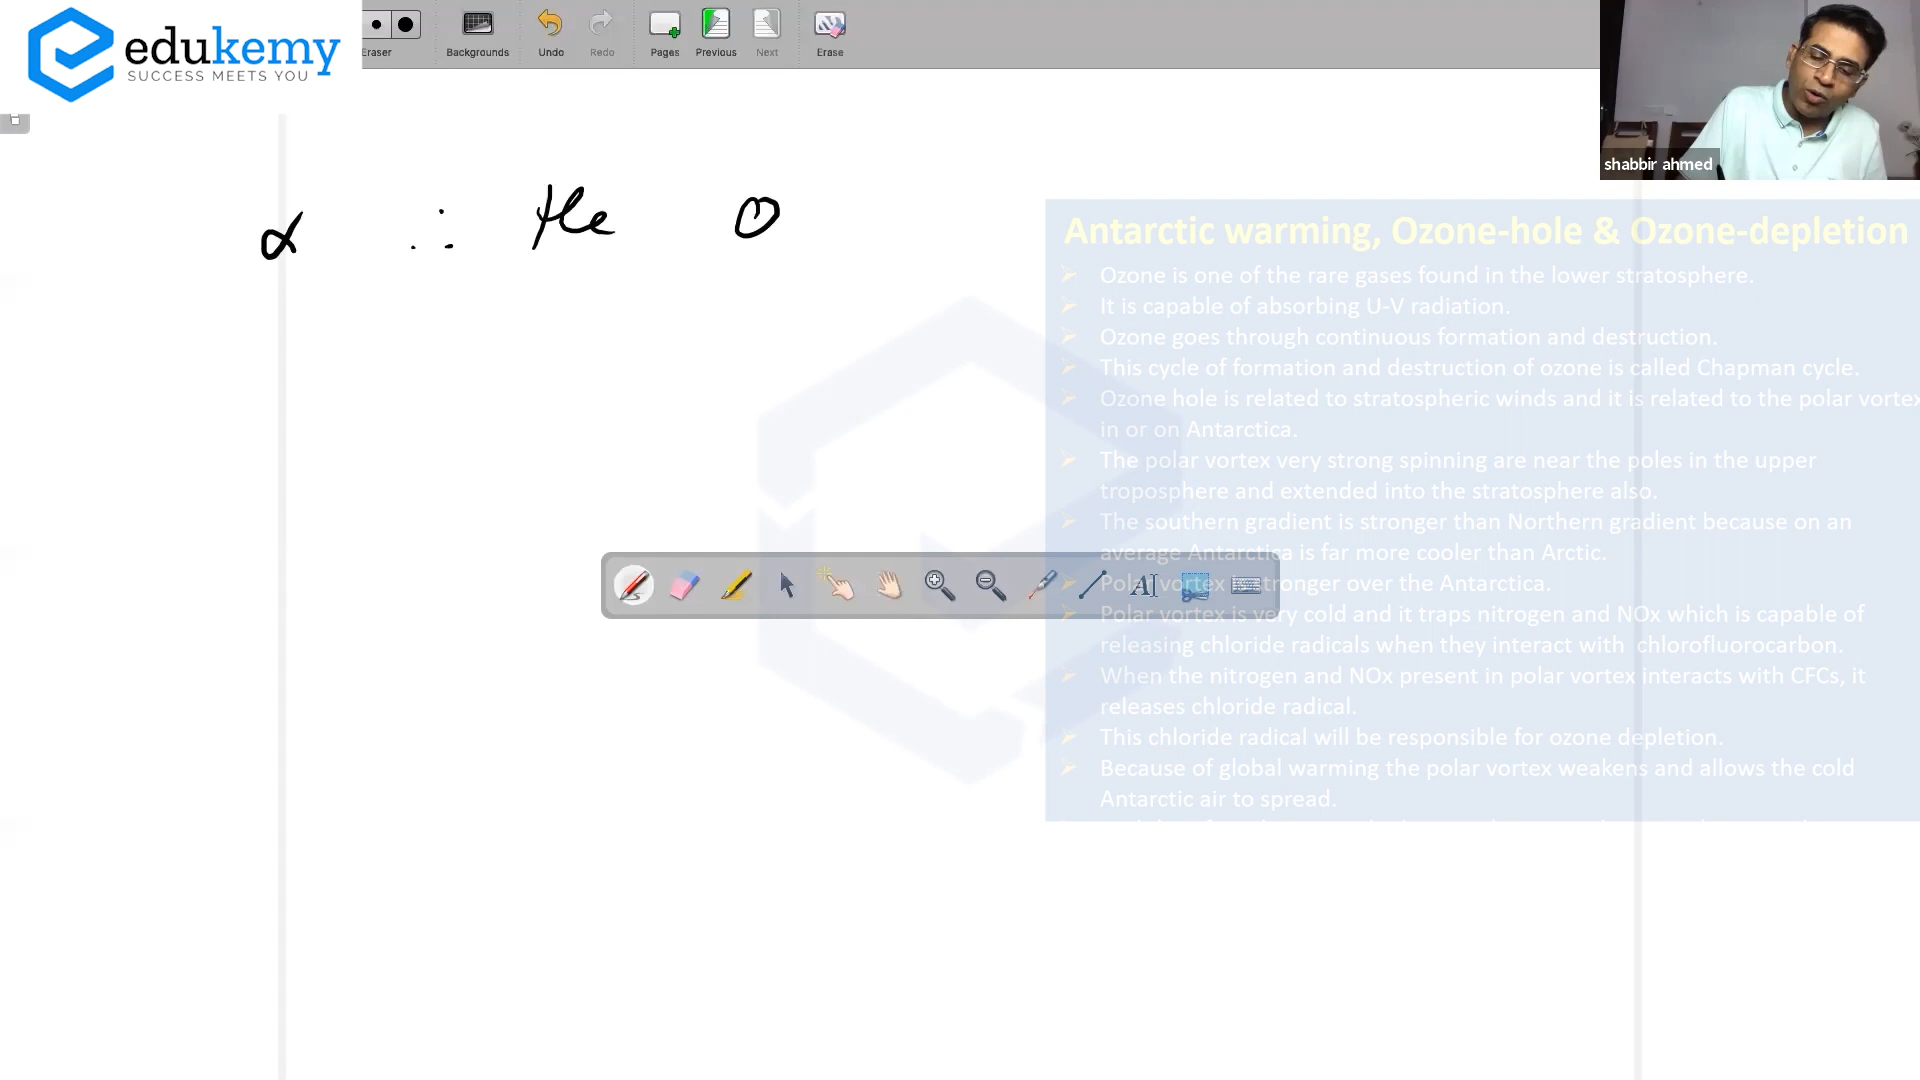 edukemy
SUCCESS MEETS YOU
Eraser
Backgrounds
Undo
Redo
Pages
Previous
Next
Erase
shabbir ahmed
α ∴ the O
Antarctic warming, Ozone-hole & Ozone-depletion
Ozone is one of the rare gases found in the lower stratosphere.
It is capable of absorbing U-V radiation.
Ozone goes through continuous formation and destruction.
This cycle of formation and destruction of ozone is called Chapman cycle.
Ozone hole is related to stratospheric winds and it is related to the polar vortex
in or on Antarctica.
The polar vortex very strong spinning are near the poles in the upper
troposphere and extended into the stratosphere also.
The southern gradient is stronger than Northern gradient because on an
average Antarctica is far more cooler than Arctic.
Polar vortex is stronger over the Antarctica.
Polar vortex is very cold and it traps nitrogen and NOx which is capable of
releasing chloride radicals when they interact with chlorofluorocarbon.
When the nitrogen and NOx present in polar vortex interacts with CFCs, it
releases chloride radical.
This chloride radical will be responsible for ozone depletion.
Because of global warming the polar vortex weakens and allows the cold
Antarctic air to spread.